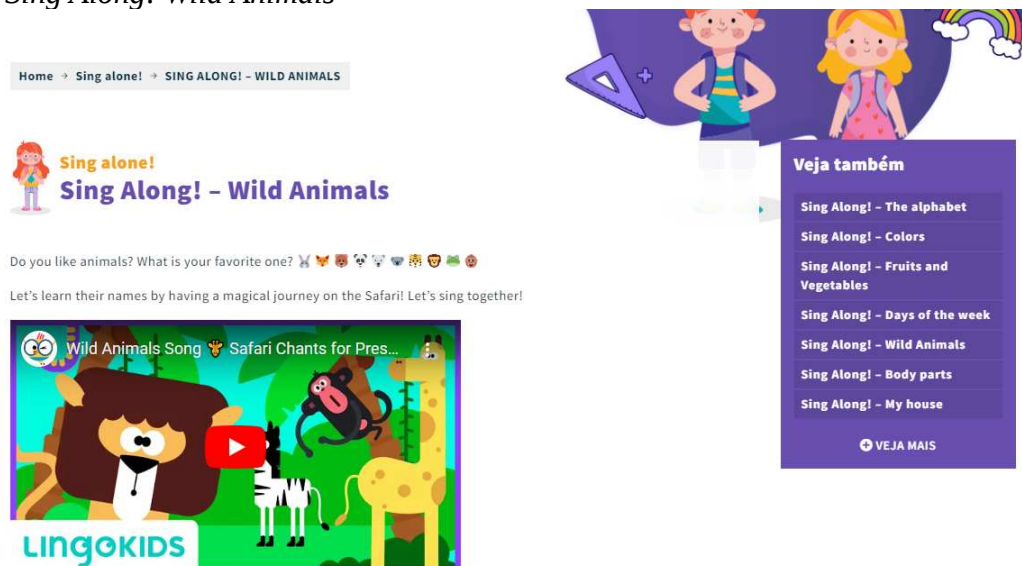 Sing Along! Wild Animals
Home → Sing alone! → SING ALONG! – WILD ANIMALS
Sing alone!
Sing Along! – Wild Animals
Do you like animals? What is your favorite one?
Let's learn their names by having a magical journey on the Safari! Let's sing together!
Wild Animals Song 🦒 Safari Chants for Pres...
LINGOKIDS
Veja também
Sing Along! – The alphabet
Sing Along! – Colors
Sing Along! – Fruits and
Vegetables
Sing Along! – Days of the week
Sing Along! – Wild Animals
Sing Along! – Body parts
Sing Along! – My house
VEJA MAIS